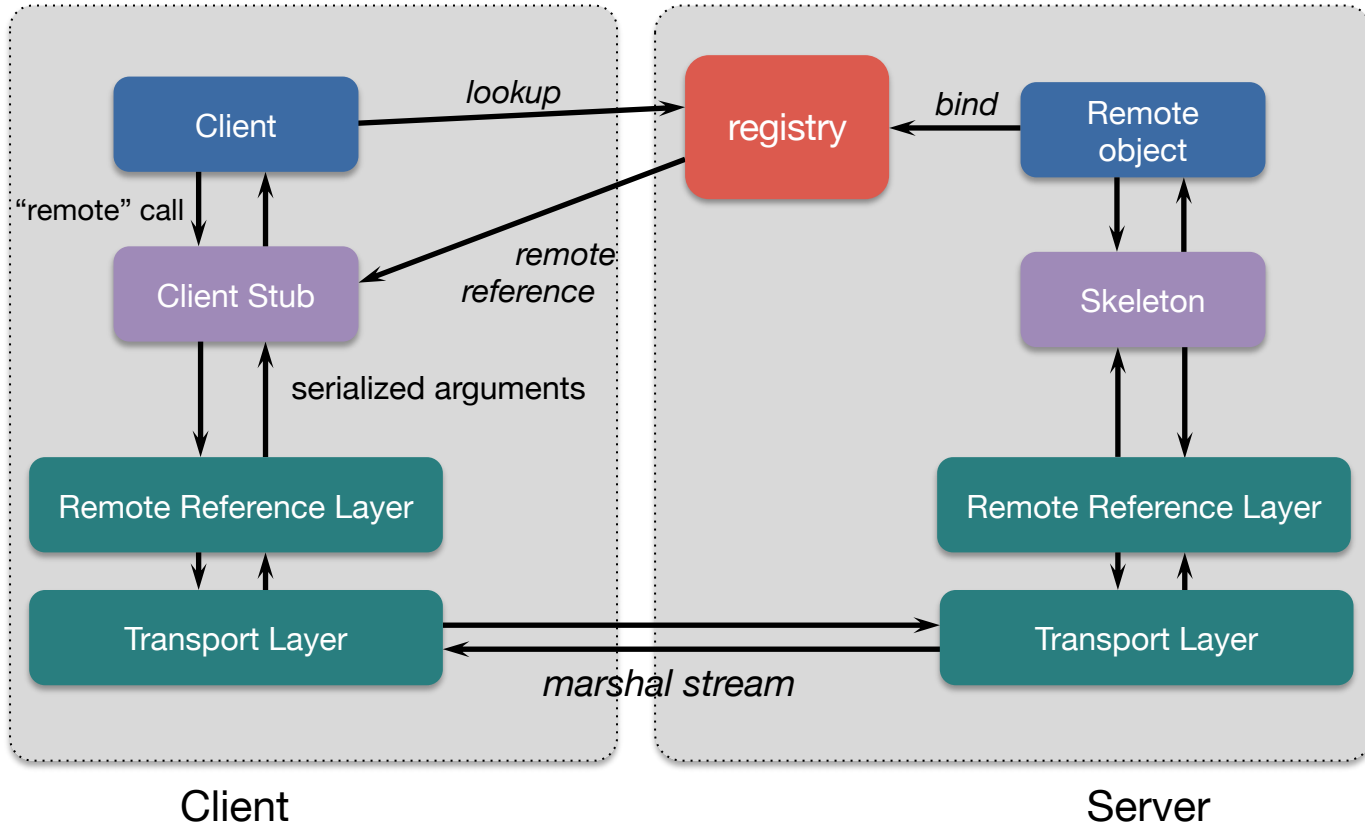 lookup
bind
Client
registry
Remote
object
“remote” call
remote
reference
Client Stub
Skeleton
serialized arguments
Remote Reference Layer
Remote Reference Layer
Transport Layer
Transport Layer
marshal stream
Client
Server